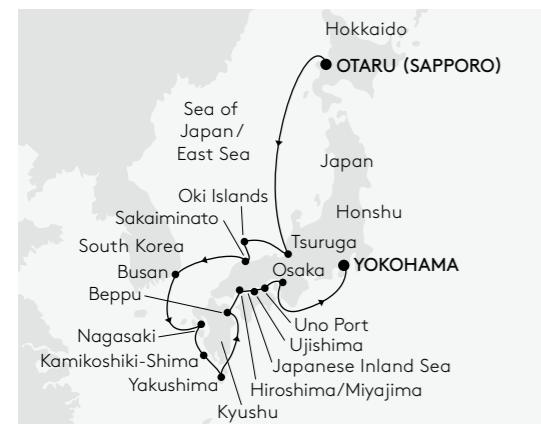 Hokkaido
OTARU (SAPPORO)
Sea of
Japan/
East Sea
Japan
Oki Islands
Sakaiminato
Honshu
South Korea
Tsuruga
Busan
Osaka
YOKOHAMA
Beppu
Uno Port
Nagasaki
Ujishima
Kamikoshiki-Shima
Japanese Inland Sea
Yakushima
Hiroshima/Miyajima
Kyushu